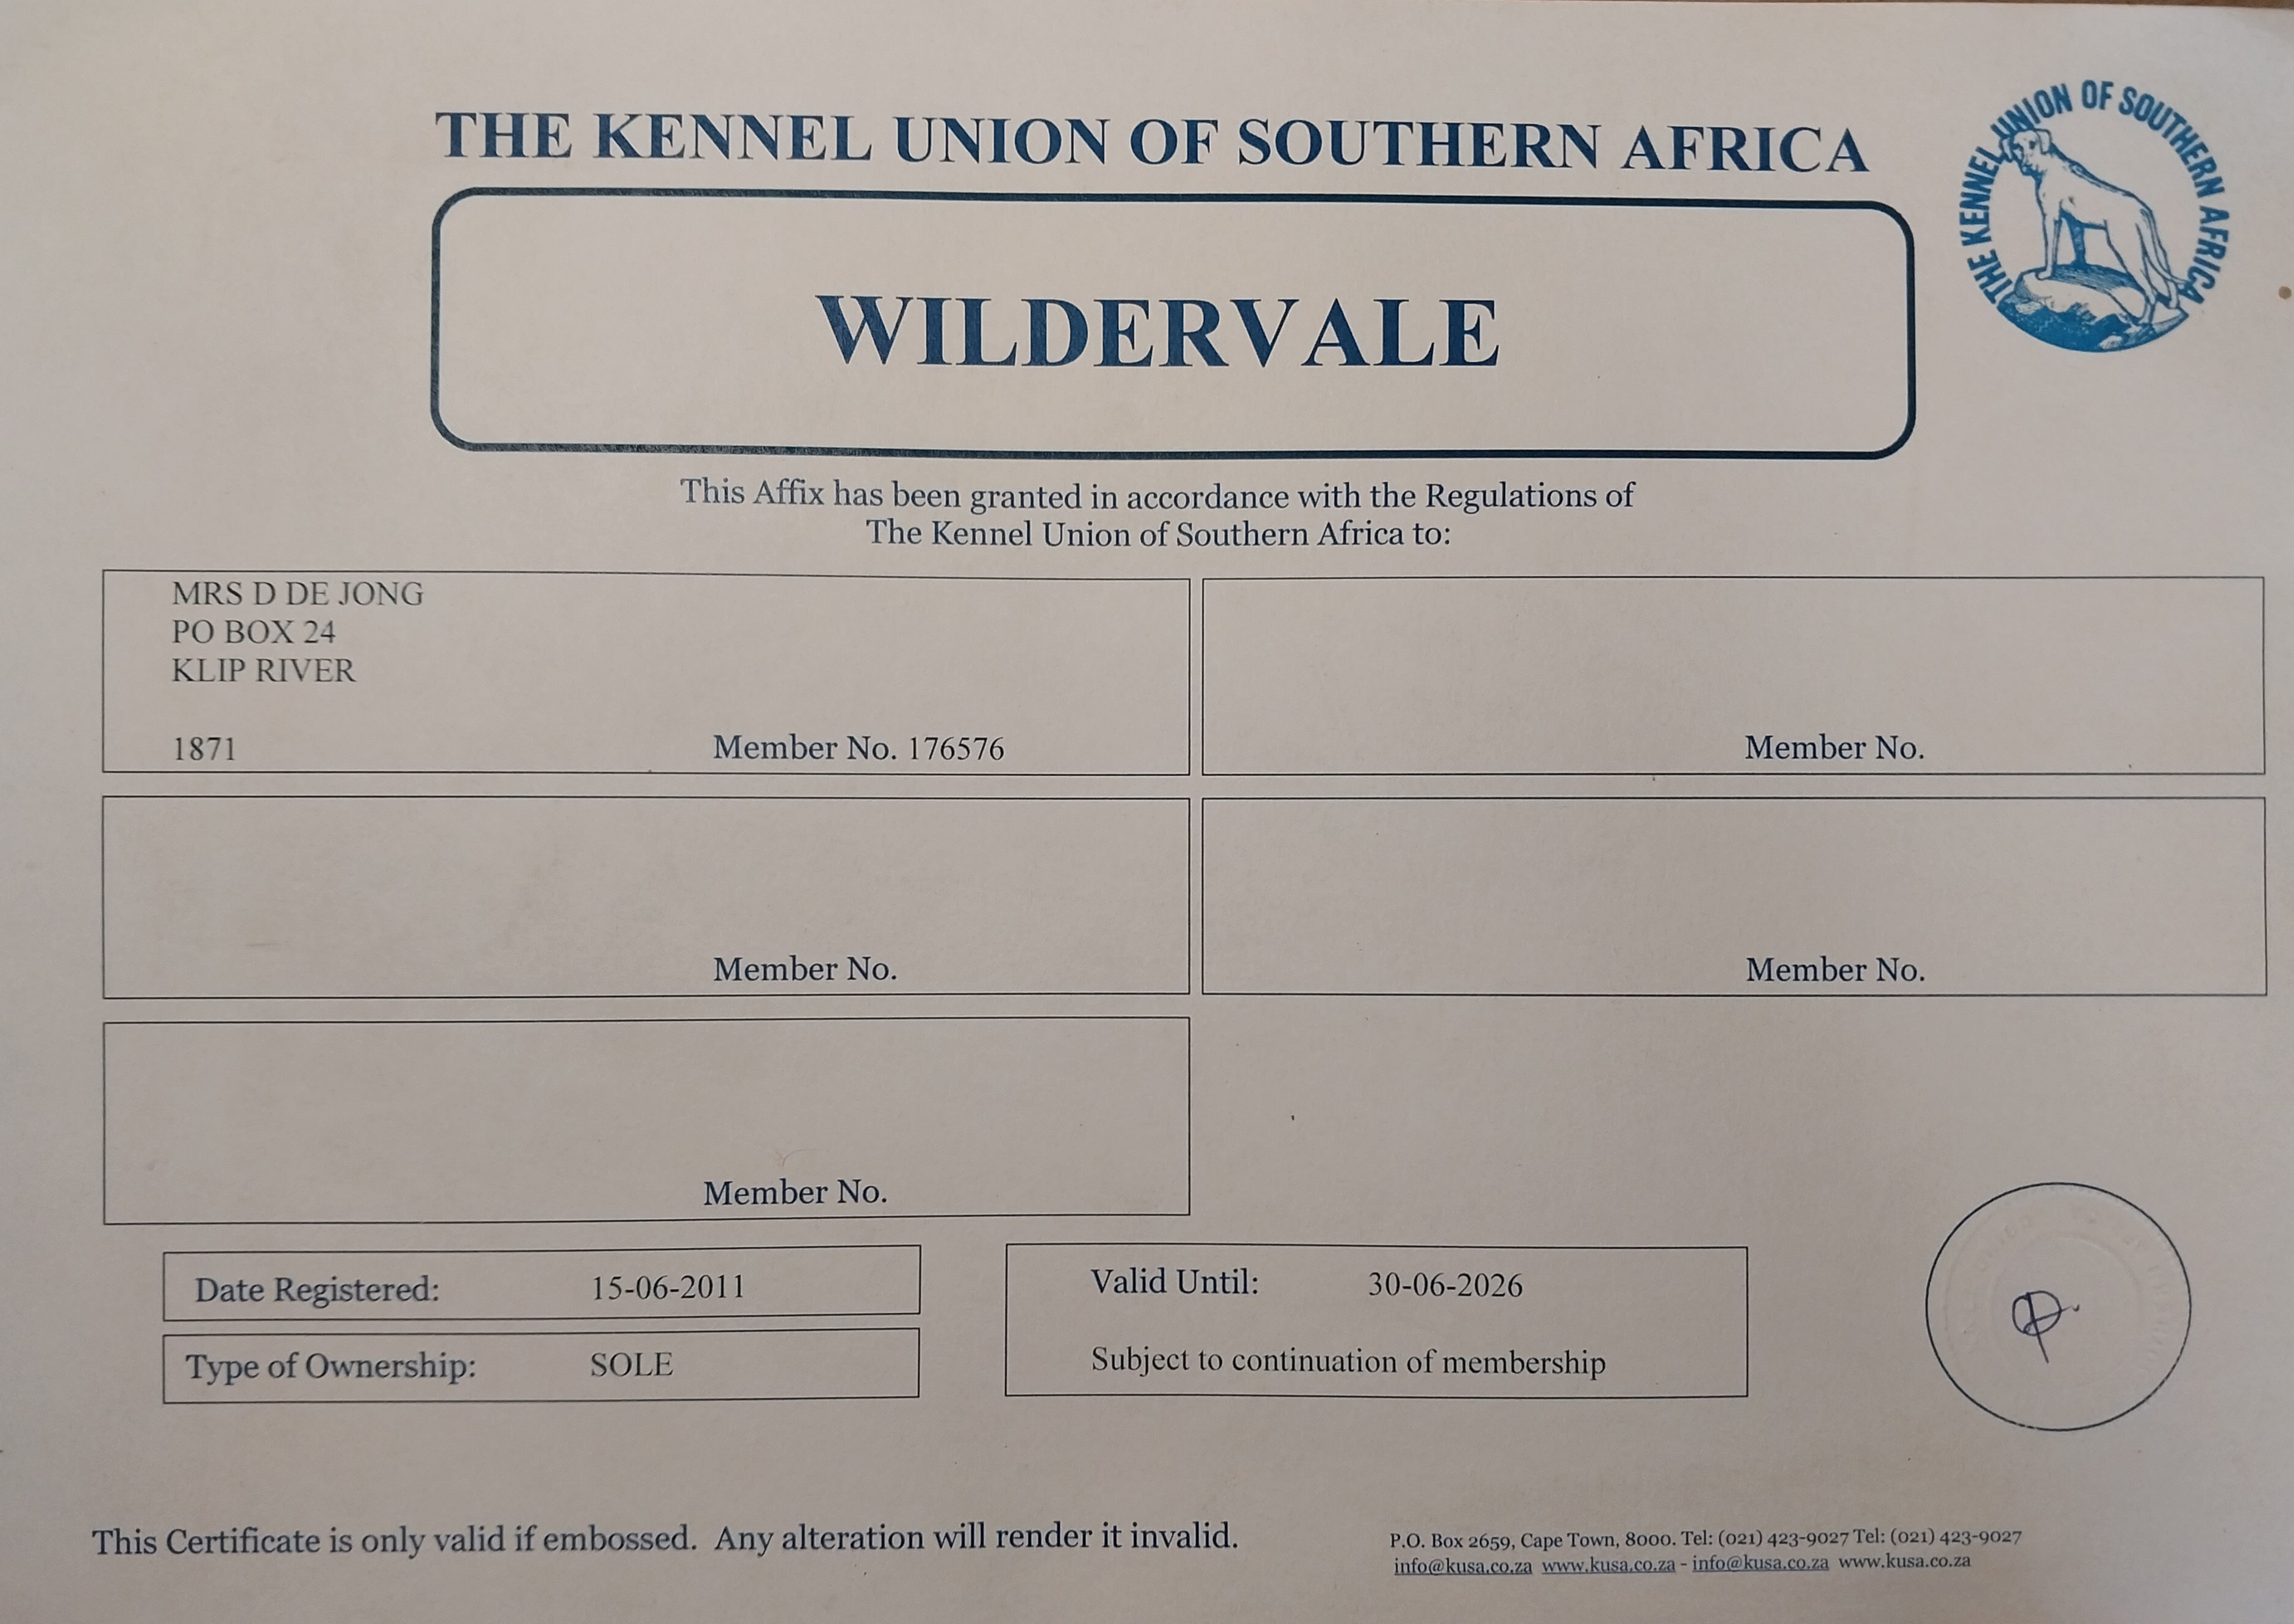 THE KENNEL UNION OF SOUTHERN AFRICA
THE KENNEL UNION OF SOUTHERN AFRICA
WILDERVALE
This Affix has been granted in accordance with the Regulations of
The Kennel Union of Southern Africa to:
MRS D DE JONG
PO BOX 24
KLIP RIVER
1871 Member No. 176576
Member No.
Member No.
Member No.
Member No.
Date Registered: 15-06-2011
Valid Until: 30-06-2026
Type of Ownership: SOLE
Subject to continuation of membership
This Certificate is only valid if embossed. Any alteration will render it invalid.
P.O. Box 2659, Cape Town, 8000. Tel: (021) 423-9027 Tel: (021) 423-9027
info@kusa.co.za www.kusa.co.za - info@kusa.co.za www.kusa.co.za